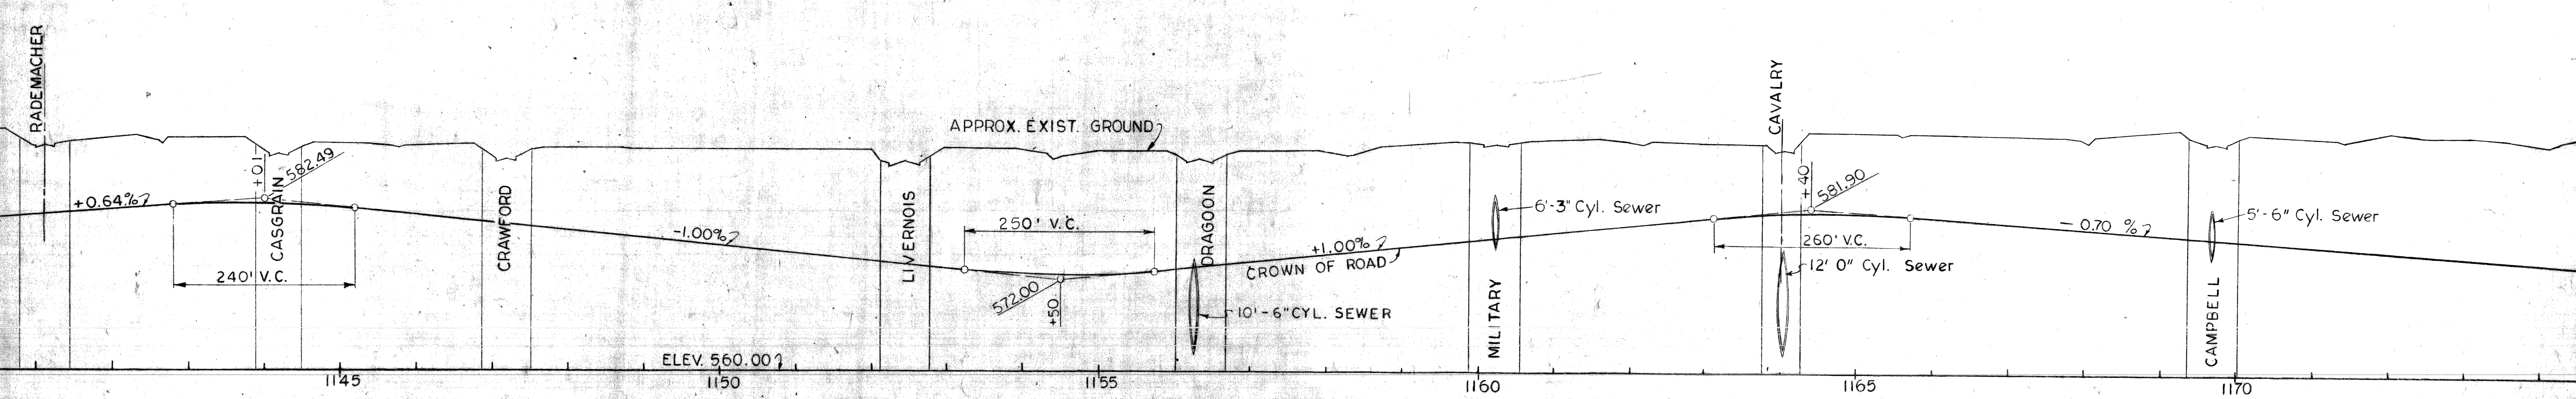 RADEMACHER
+0.64%
240' V.C.
+01
582.49
CASGRAIN
CRAWFORD
-1.00%
ELEV. 560.00
LIVERNOIS
APPROX. EXIST. GROUND
250' V.C.
572.00
+50
DRAGOON
10'-6" CYL. SEWER
+1.00%
CROWN OF ROAD
MILITARY
6'-3" Cyl. Sewer
CAVALRY
+40
581.90
260' V.C.
12' 0" Cyl. Sewer
- 0.70 %
5'-6" Cyl. Sewer
CAMPBELL
1145
1150
1155
1160
1165
1170